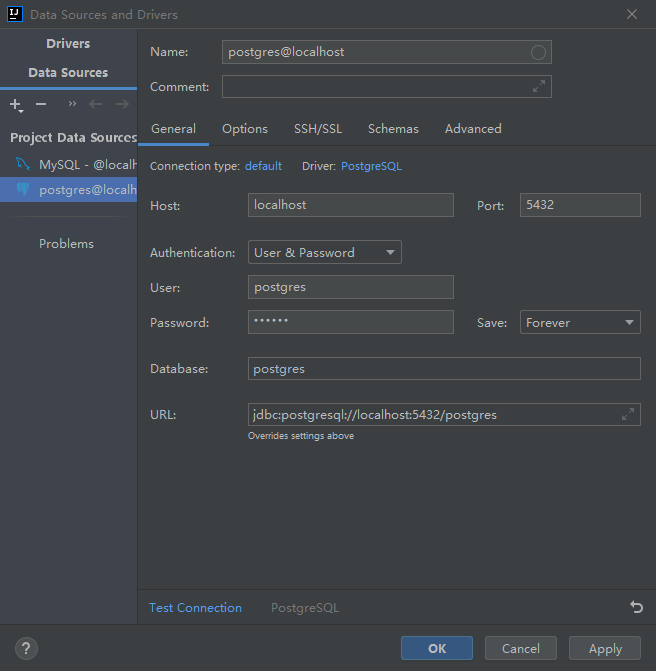 IJ Data Sources and Drivers
Drivers
Data Sources
Project Data Sources
MySQL - @localh
postgres@localh
Problems
Name: postgres@localhost
Comment:
General Options SSH/SSL Schemas Advanced
Connection type: default Driver: PostgreSQL
Host: localhost Port: 5432
Authentication: User & Password
User: postgres
Password: •••••• Save: Forever
Database: postgres
URL: jdbc:postgresql://localhost:5432/postgres
Overrides settings above
Test Connection PostgreSQL
? OK Cancel Apply